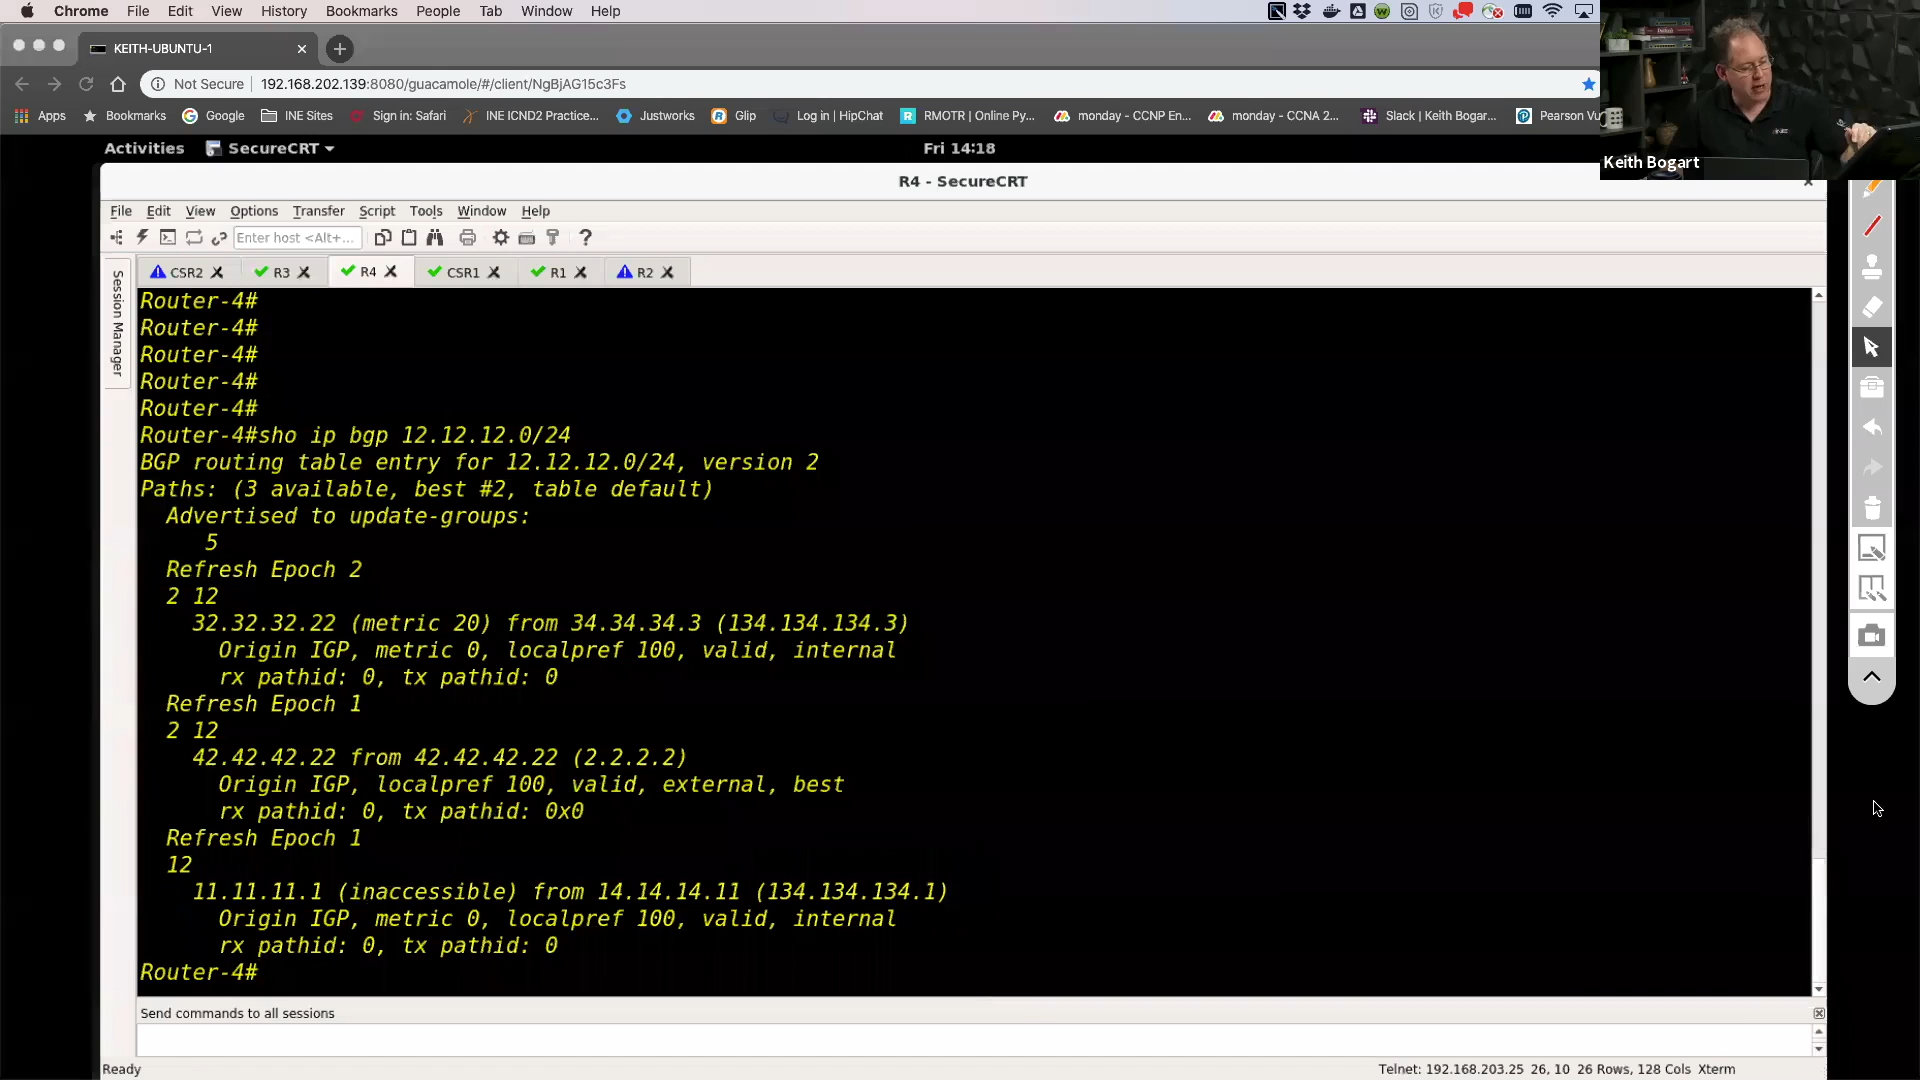 Chrome File Edit View History Bookmarks People Tab Window Help
KEITH-UBUNTU-1
Not Secure 192.168.202.139:8080/guacamole/#/client/NgBjAG15c3Fs
Apps Bookmarks Google INE Sites Sign in: Safari INE ICND2 Practice... Justworks Glip Log in | HipChat RMOTR | Online Py... monday - CCNP En... monday - CCNA 2... Slack | Keith Bogar... Pearson Vu
Keith Bogart
Activities SecureCRT Fri 14:18
R4 - SecureCRT
File Edit View Options Transfer Script Tools Window Help
Enter host <Alt+...
CSR2 R3 R4 CSR1 R1 R2
Session Manager
Router-4#
Router-4#
Router-4#
Router-4#
Router-4#
Router-4#sho ip bgp 12.12.12.0/24
BGP routing table entry for 12.12.12.0/24, version 2
Paths: (3 available, best #2, table default)
Advertised to update-groups:
5
Refresh Epoch 2
2 12
32.32.32.22 (metric 20) from 34.34.34.3 (134.134.134.3)
Origin IGP, metric 0, localpref 100, valid, internal
rx pathid: 0, tx pathid: 0
Refresh Epoch 1
2 12
42.42.42.22 from 42.42.42.22 (2.2.2.2)
Origin IGP, localpref 100, valid, external, best
rx pathid: 0, tx pathid: 0x0
Refresh Epoch 1
12
11.11.11.1 (inaccessible) from 14.14.14.11 (134.134.134.1)
Origin IGP, metric 0, localpref 100, valid, internal
rx pathid: 0, tx pathid: 0
Router-4#
Send commands to all sessions
Ready Telnet: 192.168.203.25 26, 10 26 Rows, 128 Cols Xterm